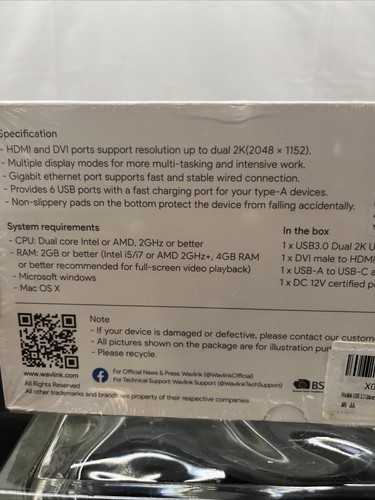 Specification
- HDMI and DVI ports support resolution up to dual 2K(2048 × 1152).
- Multiple display modes for more multi-tasking and intensive work.
- Gigabit ethernet port supports fast and stable wired connection.
- Provides 6 USB ports with a fast charging port for your type-A devices.
- Non-slippery pads on the bottom protect the device from falling accidentally.
System requirements
- CPU: Dual core Intel or AMD, 2GHz or better
- RAM: 2GB or better (Intel i5/i7 or AMD 2GHz+, 4GB RAM
or better recommended for full-screen video playback)
- Microsoft windows
- Mac OS X
In the box
1 x USB3.0 Dual 2K U
1 x DVI male to HDMI
1 x USB-A to USB-C a
1 x DC 12V certified po
Note
- If your device is damaged or defective, please contact our custom
- All pictures shown on the package are for illustration pur
- Please recycle.
www.wavlink.com
All Rights Reserved
All other trademarks and brands are property of their respective companies
For Official News & Press: Wavlink (@WavlinkOfficial)
For Technical Support: Wavlink Support (@WavlinkTechSupport)
BS
X0